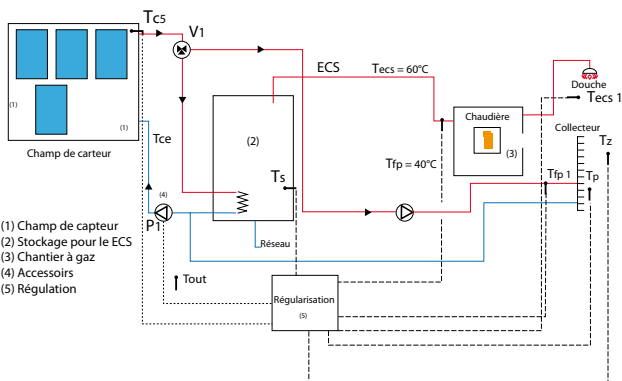 Tc5
V1
(1)
(1)
Champ de carteur
Tce
(4)
P1
ECS
Tecs = 60°C
(2)
Ts
Réseau
Tfp = 40°C
Chaudière
(3)
Douche
Tecs 1
Collecteur
Tz
Tfp 1
Tp
(1) Champ de capteur
(2) Stockage pour le ECS
(3) Chantier à gaz
(4) Accessoirs
(5) Régulation
Tout
Régularisation
(5)